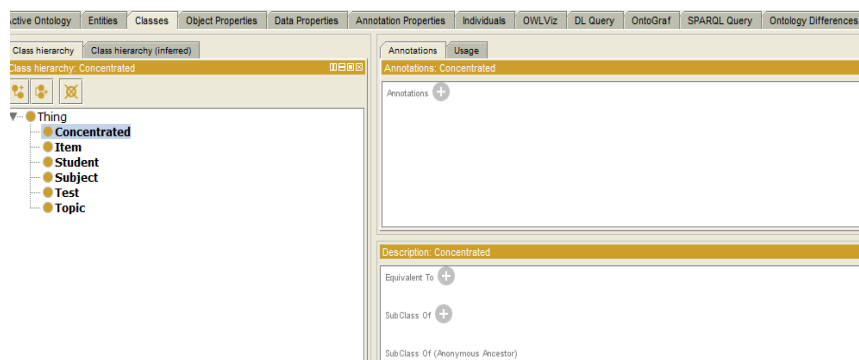 ctive Ontology Entities Classes Object Properties Data Properties Annotation Properties Individuals OWLViz DL Query OntoGraf SPARQL Query Ontology Differences
Class hierarchy Class hierarchy (inferred)
Class hierarchy: Concentrated
Thing
Concentrated
Item
Student
Subject
Test
Topic
Annotations Usage
Annotations: Concentrated
Annotations
Description: Concentrated
Equivalent To
SubClass Of
SubClass Of (Anonymous Ancestor)